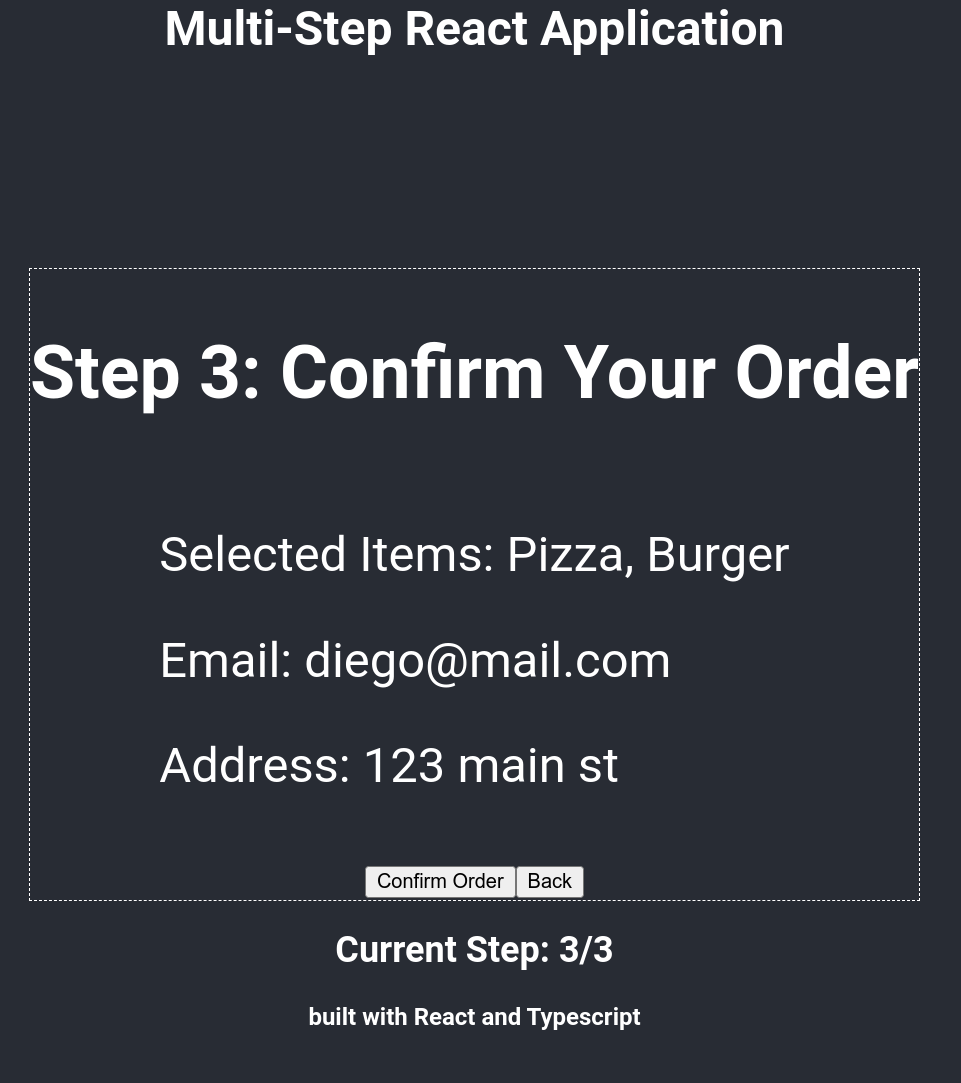 Multi-Step React Application
Step 3: Confirm Your Order
Selected Items: Pizza, Burger
Email: diego@mail.com
Address: 123 main st
Confirm Order Back
Current Step: 3/3
built with React and Typescript